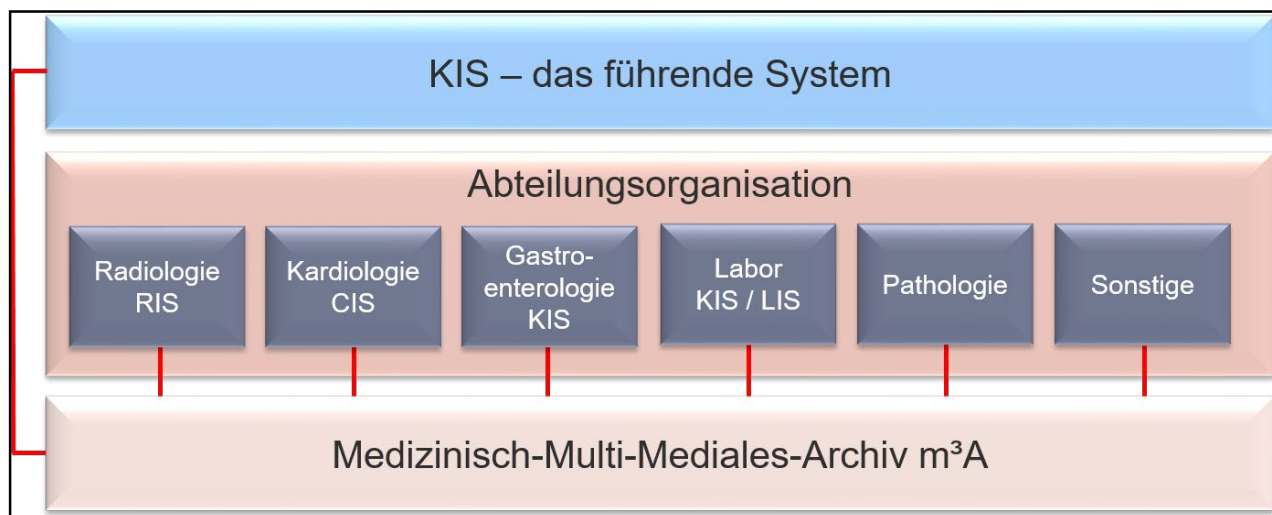 KIS – das führende System
Abteilungsorganisation
Radiologie
RIS
Kardiologie
CIS
Gastro-
enterologie
KIS
Labor
KIS / LIS
Pathologie
Sonstige
Medizinisch-Multi-Mediales-Archiv m³A